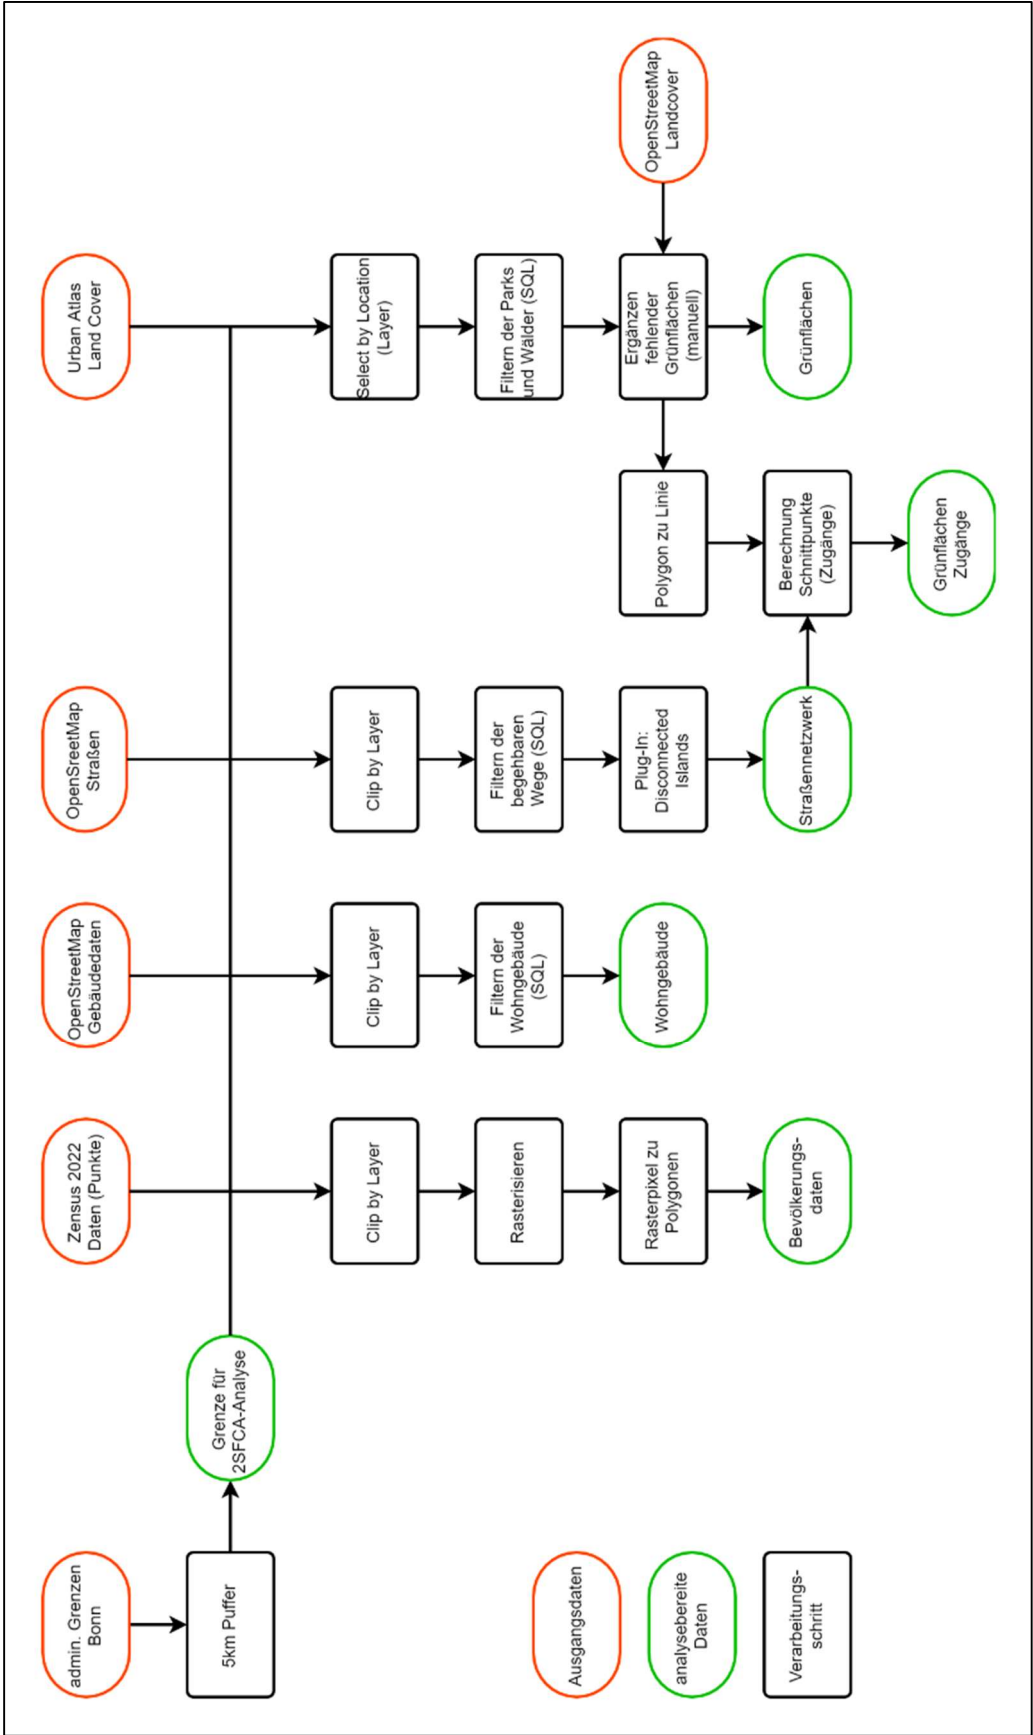 admin. Grenzen
Bonn
5km Puffer
Grenze für
2SFCA-Analyse
Zensus 2022
Daten (Punkte)
Clip by Layer
Rasterisieren
Rasterpixel zu
Polygonen
Bevölkerungs-
daten
OpenStreetMap
Gebäudedaten
Clip by Layer
Filtern der
Wohngebäude
(SQL)
Wohngebäude
OpenSreetMap
Straßen
Clip by Layer
Filtern der
begehbaren
Wege (SQL)
Plug-In:
Disconnected
Islands
Straßennetzwerk
Urban Atlas
Land Cover
Select by Location
(Layer)
Filtern der Parks
und Wälder (SQL)
Ergänzen
fehlender
Grünflächen
(manuell)
Grünflächen
OpenStreetMap
Landcover
Polygon zu Linie
Berechnung
Schnittpunkte
(Zugänge)
Grünflächen
Zugänge
Ausgangsdaten
analysebereite
Daten
Verarbeitungs-
schritt